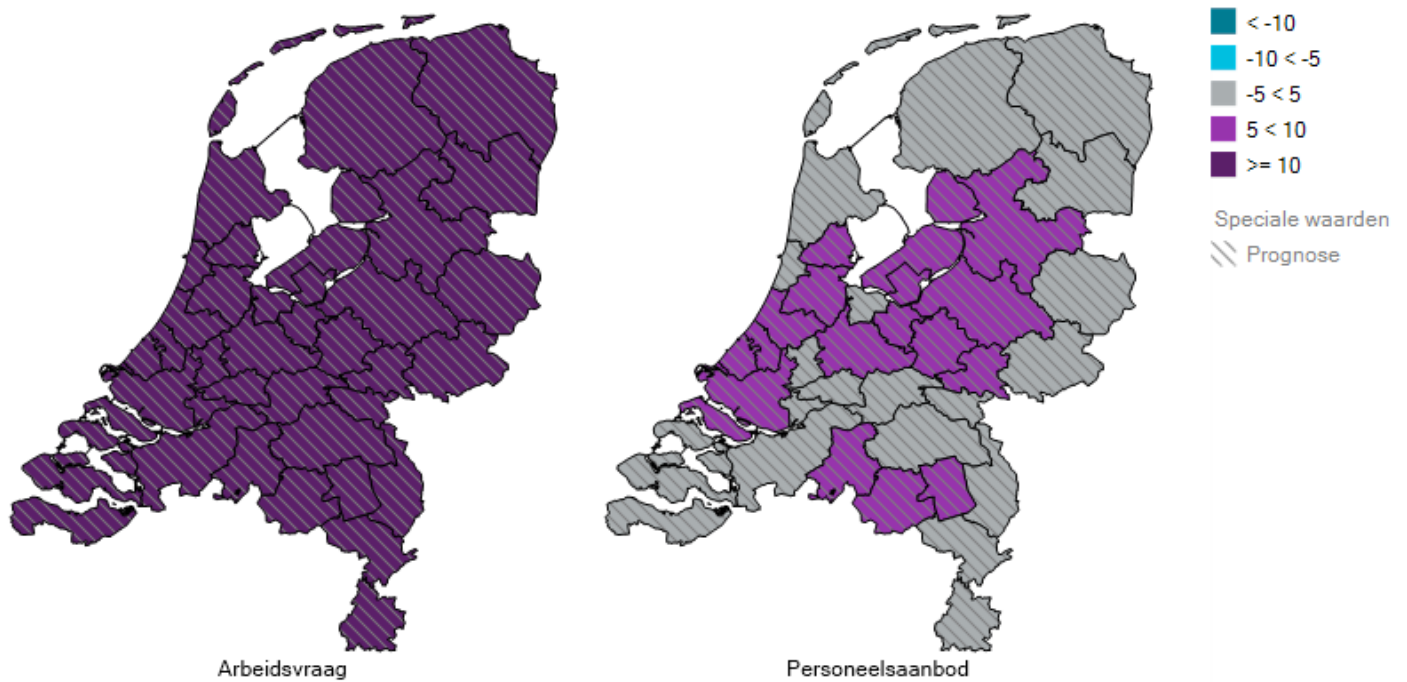 < -10
-10 < -5
-5 < 5
5 < 10
>= 10
Speciale waarden
Prognose
Arbeidsvraag
Personeelsaanbod